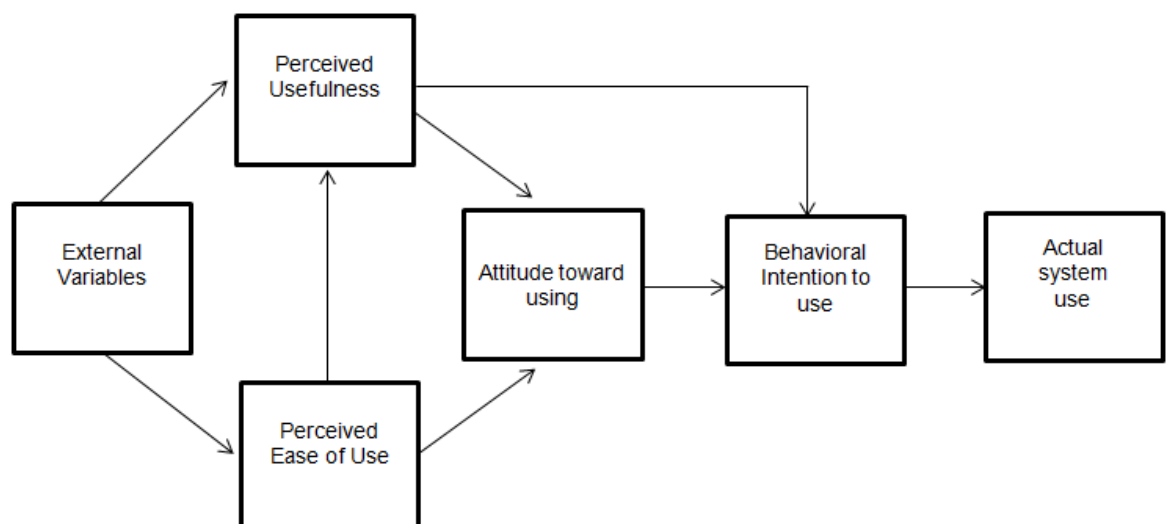 Perceived
Usefulness
External
Variables
Attitude toward
using
Behavioral
Intention to
use
Actual
system
use
Perceived
Ease of Use